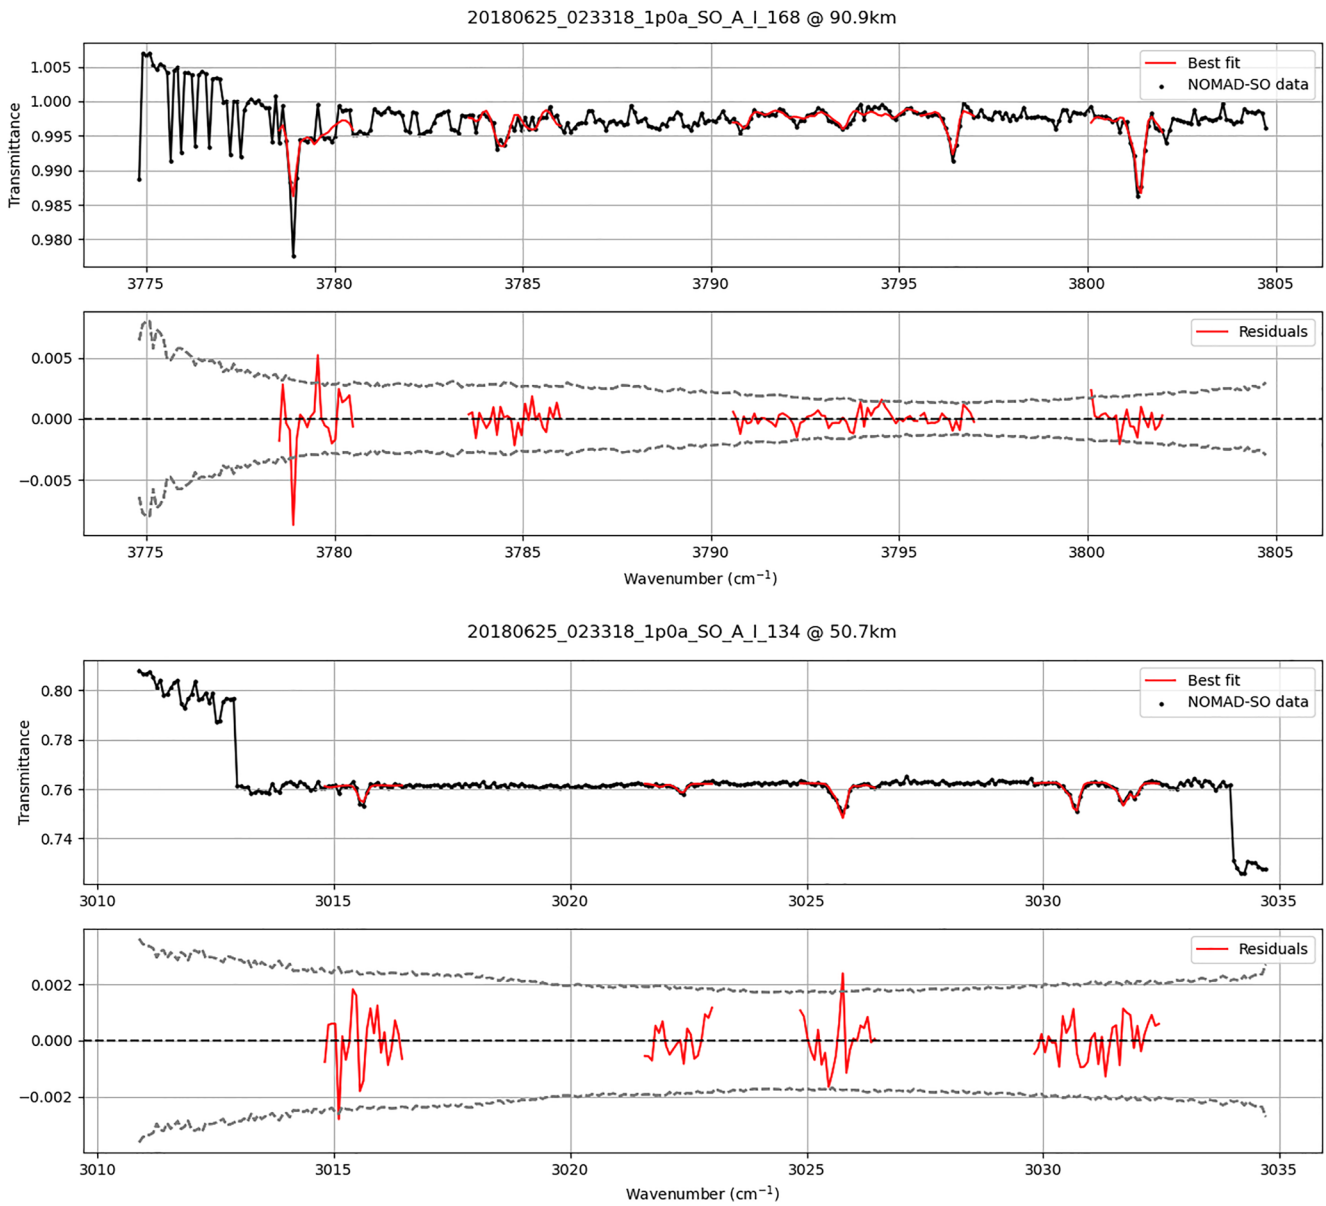 20180625_023318_1p0a_SO_A_I_168 @ 90.9km
Transmittance
1.005
1.000
0.995
0.990
0.985
0.980
Best fit
NOMAD-SO data
3775 3780 3785 3790 3795 3800 3805
0.005
0.000
−0.005
Residuals
3775 3780 3785 3790 3795 3800 3805
Wavenumber (cm⁻¹)
20180625_023318_1p0a_SO_A_I_134 @ 50.7km
Transmittance
0.80
0.78
0.76
0.74
Best fit
NOMAD-SO data
3010 3015 3020 3025 3030 3035
0.002
0.000
−0.002
Residuals
3010 3015 3020 3025 3030 3035
Wavenumber (cm⁻¹)